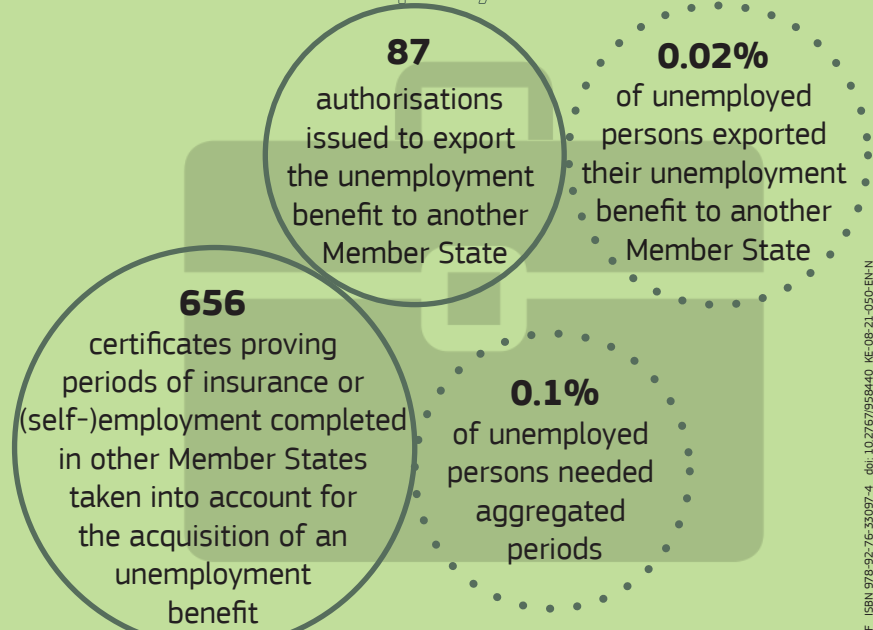 87
authorisations
issued to export
the unemployment
benefit to another
Member State
0.02%
of unemployed
persons exported
their unemployment
benefit to another
Member State
656
certificates proving
periods of insurance or
(self-)employment completed
in other Member States
taken into account for
the acquisition of an
unemployment
benefit
0.1%
of unemployed
persons needed
aggregated
periods
ISBN 978-92-76-33097-4 doi: 10.2767/958440 KE-08-21-050-EN-N